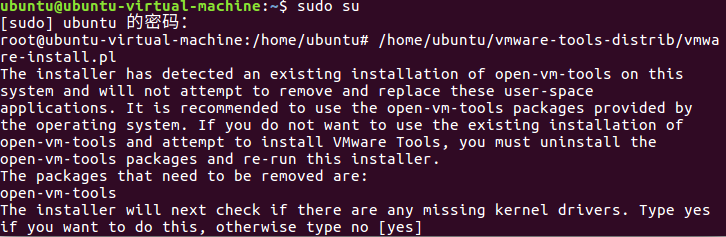 ubuntu@ubuntu-virtual-machine:~$ sudo su
[sudo] ubuntu 的密码：
root@ubuntu-virtual-machine:/home/ubuntu# /home/ubuntu/vmware-tools-distrib/vmwa
re-install.pl
The installer has detected an existing installation of open-vm-tools on this
system and will not attempt to remove and replace these user-space
applications. It is recommended to use the open-vm-tools packages provided by
the operating system. If you do not want to use the existing installation of
open-vm-tools and attempt to install VMware Tools, you must uninstall the
open-vm-tools packages and re-run this installer.
The packages that need to be removed are:
open-vm-tools
The installer will next check if there are any missing kernel drivers. Type yes
if you want to do this, otherwise type no [yes]